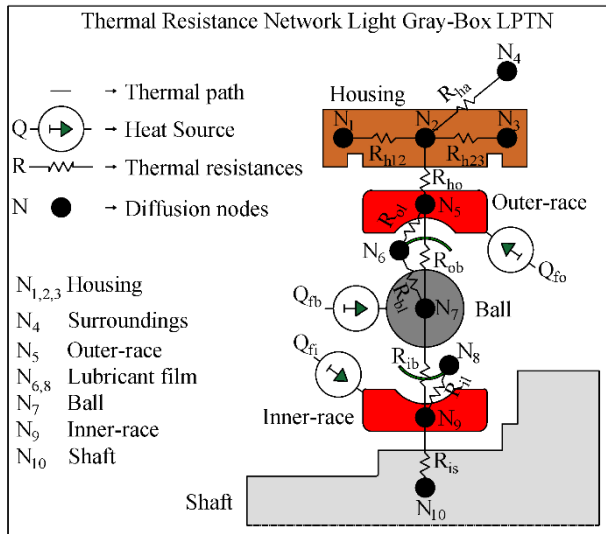 Thermal Resistance Network Light Gray-Box LPTN
Thermal path
Q Heat Source
R Thermal resistances
N Diffusion nodes
N1,2,3 Housing
N4 Surroundings
N5 Outer-race
N6,8 Lubricant film
N7 Ball
N9 Inner-race
N10 Shaft
N4
Rha
Housing
N1 N2 N3
Rh12 Rh23
Rho
N5 Outer-race
Rol
N6
Rob
Qfo
Qfb
Rbl
N7 Ball
Qfi
Rib
N8
Ril
Inner-race
N9
Ris
Shaft
N10